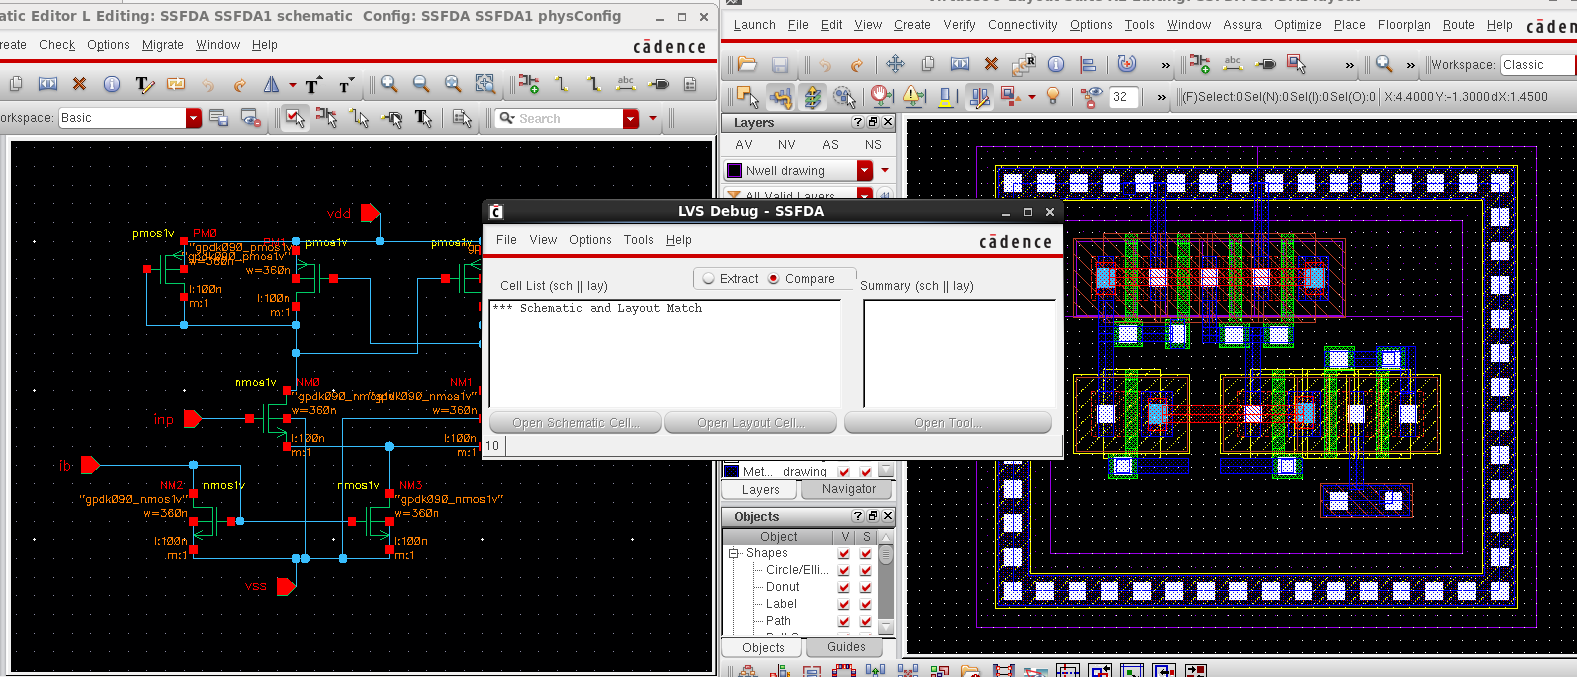 atic Editor L Editing: SSFDA SSFDA1 schematic Config: SSFDA SSFDA1 physConfig
reate Check Options Migrate Window Help
cādence
orkspace: Basic
Search
vdd
pmos1v
PM0
"gpdk090_pmos1v"
w=360n
l:100n
m:1
pmos1v
w=360n
l:100n
m:1
pmos1v
nmos1v
NM0
w=360n
l:100n
m:1
NM1
inp
ib
NM2
nmos1v
"gpdk090_nmos1v"
w=360n
l:100n
m:1
nmos1v
NM3
"gpdk090_nmos1v"
w=360n
l:100n
m:1
vss
LVS Debug - SSFDA
File View Options Tools Help
cādence
Extract Compare
Cell List (sch || lay)
Summary (sch || lay)
*** Schematic and Layout Match
Open Schematic Cell...
Open Layout Cell...
Open Tool...
10
Launch File Edit View Create Verify Connectivity Options Tools Window Assura Optimize Place Floorplan Route Help
cāden
Workspace: Classic
32
(F)Select:0 Sel(N):0 Sel(I):0 Sel(O):0 X:4.4000 Y:-1.3000 dX:1.4500
Layers
AV NV AS NS
Nwell drawing
All Valid Layers
Met... drawing
Layers Navigator
Objects
Object V S
Shapes
Circle/Elli...
Donut
Label
Path
Objects Guides